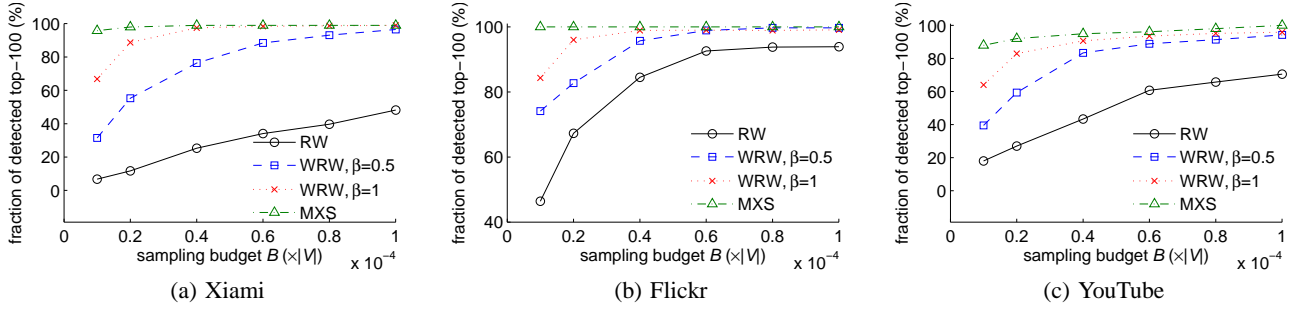 fraction of detected top−100 (%)
100
80
60
40
20
0
0
0.2
0.4
0.6
0.8
1
x 10⁻⁴
sampling budget B (×|V|)
RW
WRW, β=0.5
WRW, β=1
MXS
(a) Xiami
fraction of detected top−100 (%)
100
80
60
40
0
0.2
0.4
0.6
0.8
1
x 10⁻⁴
sampling budget B (×|V|)
RW
WRW, β=0.5
WRW, β=1
MXS
(b) Flickr
fraction of detected top−100 (%)
100
80
60
40
20
0
0
0.2
0.4
0.6
0.8
1
x 10⁻⁴
sampling budget B (×|V|)
RW
WRW, β=0.5
WRW, β=1
MXS
(c) YouTube